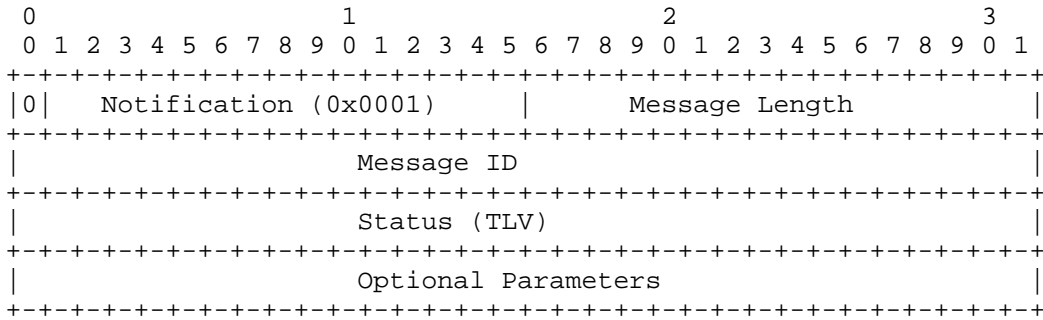 0                   1                   2                   3
 0 1 2 3 4 5 6 7 8 9 0 1 2 3 4 5 6 7 8 9 0 1 2 3 4 5 6 7 8 9 0 1
+-+-+-+-+-+-+-+-+-+-+-+-+-+-+-+-+-+-+-+-+-+-+-+-+-+-+-+-+-+-+-+-+
|0|   Notification (0x0001)     |      Message Length           |
+-+-+-+-+-+-+-+-+-+-+-+-+-+-+-+-+-+-+-+-+-+-+-+-+-+-+-+-+-+-+-+-+
|                     Message ID                                |
+-+-+-+-+-+-+-+-+-+-+-+-+-+-+-+-+-+-+-+-+-+-+-+-+-+-+-+-+-+-+-+-+
|                     Status (TLV)                              |
+-+-+-+-+-+-+-+-+-+-+-+-+-+-+-+-+-+-+-+-+-+-+-+-+-+-+-+-+-+-+-+-+
|                     Optional Parameters                       |
+-+-+-+-+-+-+-+-+-+-+-+-+-+-+-+-+-+-+-+-+-+-+-+-+-+-+-+-+-+-+-+-+